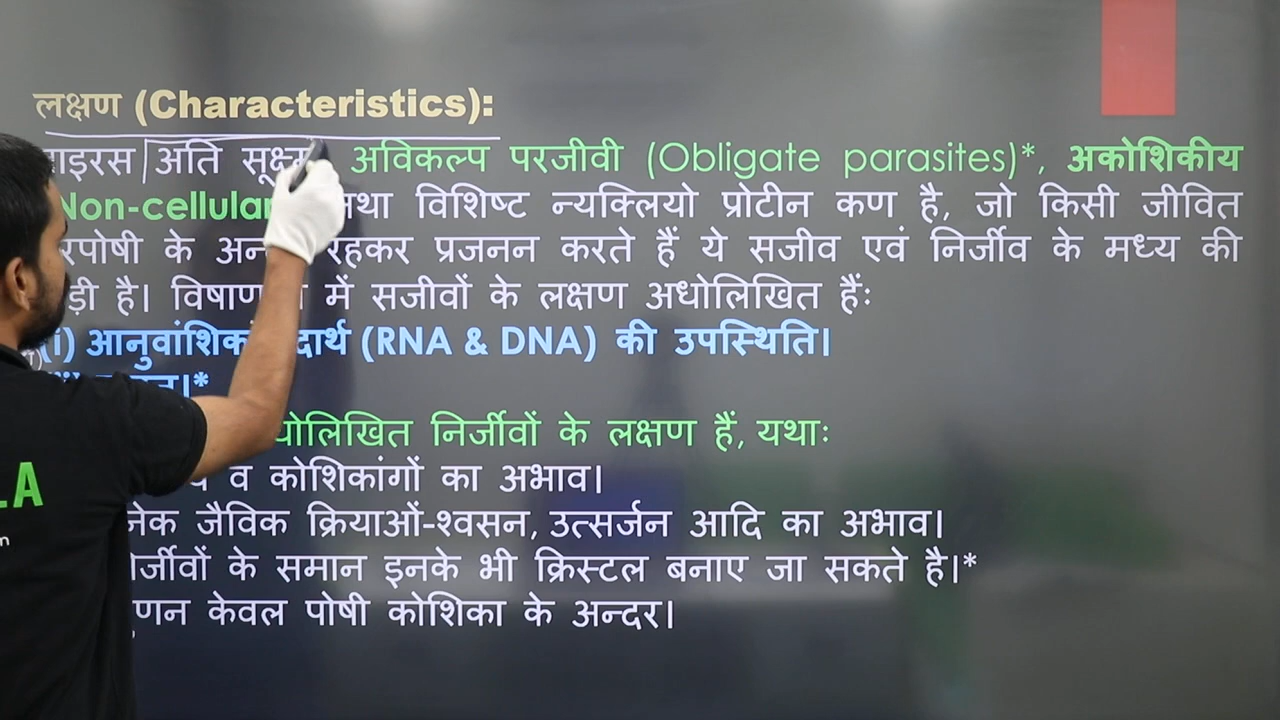 लक्षण (Characteristics):
अति सूक्ष्म अविकल्प परजीवी (Obligate parasites)*, अकोशिकीय
Non-cellular तथा विशिष्ट न्यक्लियो प्रोटीन कण है, जो किसी जीवित
के रहकर प्रजनन करते हैं ये सजीव एवं निर्जीव के मध्य की
है। में सजीवों के लक्षण अधोलिखित हैंः
(i) (RNA & DNA) की उपस्थिति।
निर्जीवों के लक्षण हैं, यथाः
व कोशिकांगों का अभाव।
जैविक क्रियाओं-श्वसन, उत्सर्जन आदि का अभाव।
के समान इनके भी क्रिस्टल बनाए जा सकते है।*
केवल पोषी कोशिका के अन्दर।
LA